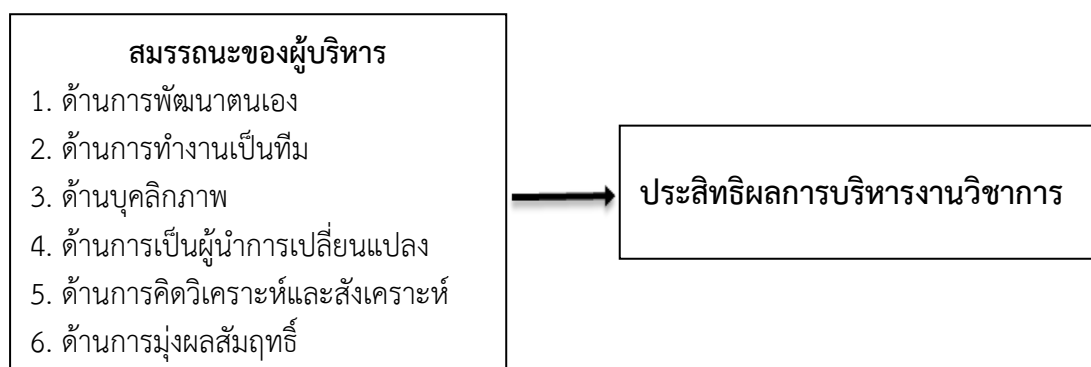 สมรรถนะของผู้บริหาร
1. ด้านการพัฒนาตนเอง
2. ด้านการทำงานเป็นทีม
3. ด้านบุคลิกภาพ
4. ด้านการเป็นผู้นำการเปลี่ยนแปลง
5. ด้านการคิดวิเคราะห์และสังเคราะห์
6. ด้านการมุ่งผลสัมฤทธิ์
ประสิทธิผลการบริหารงานวิชาการ